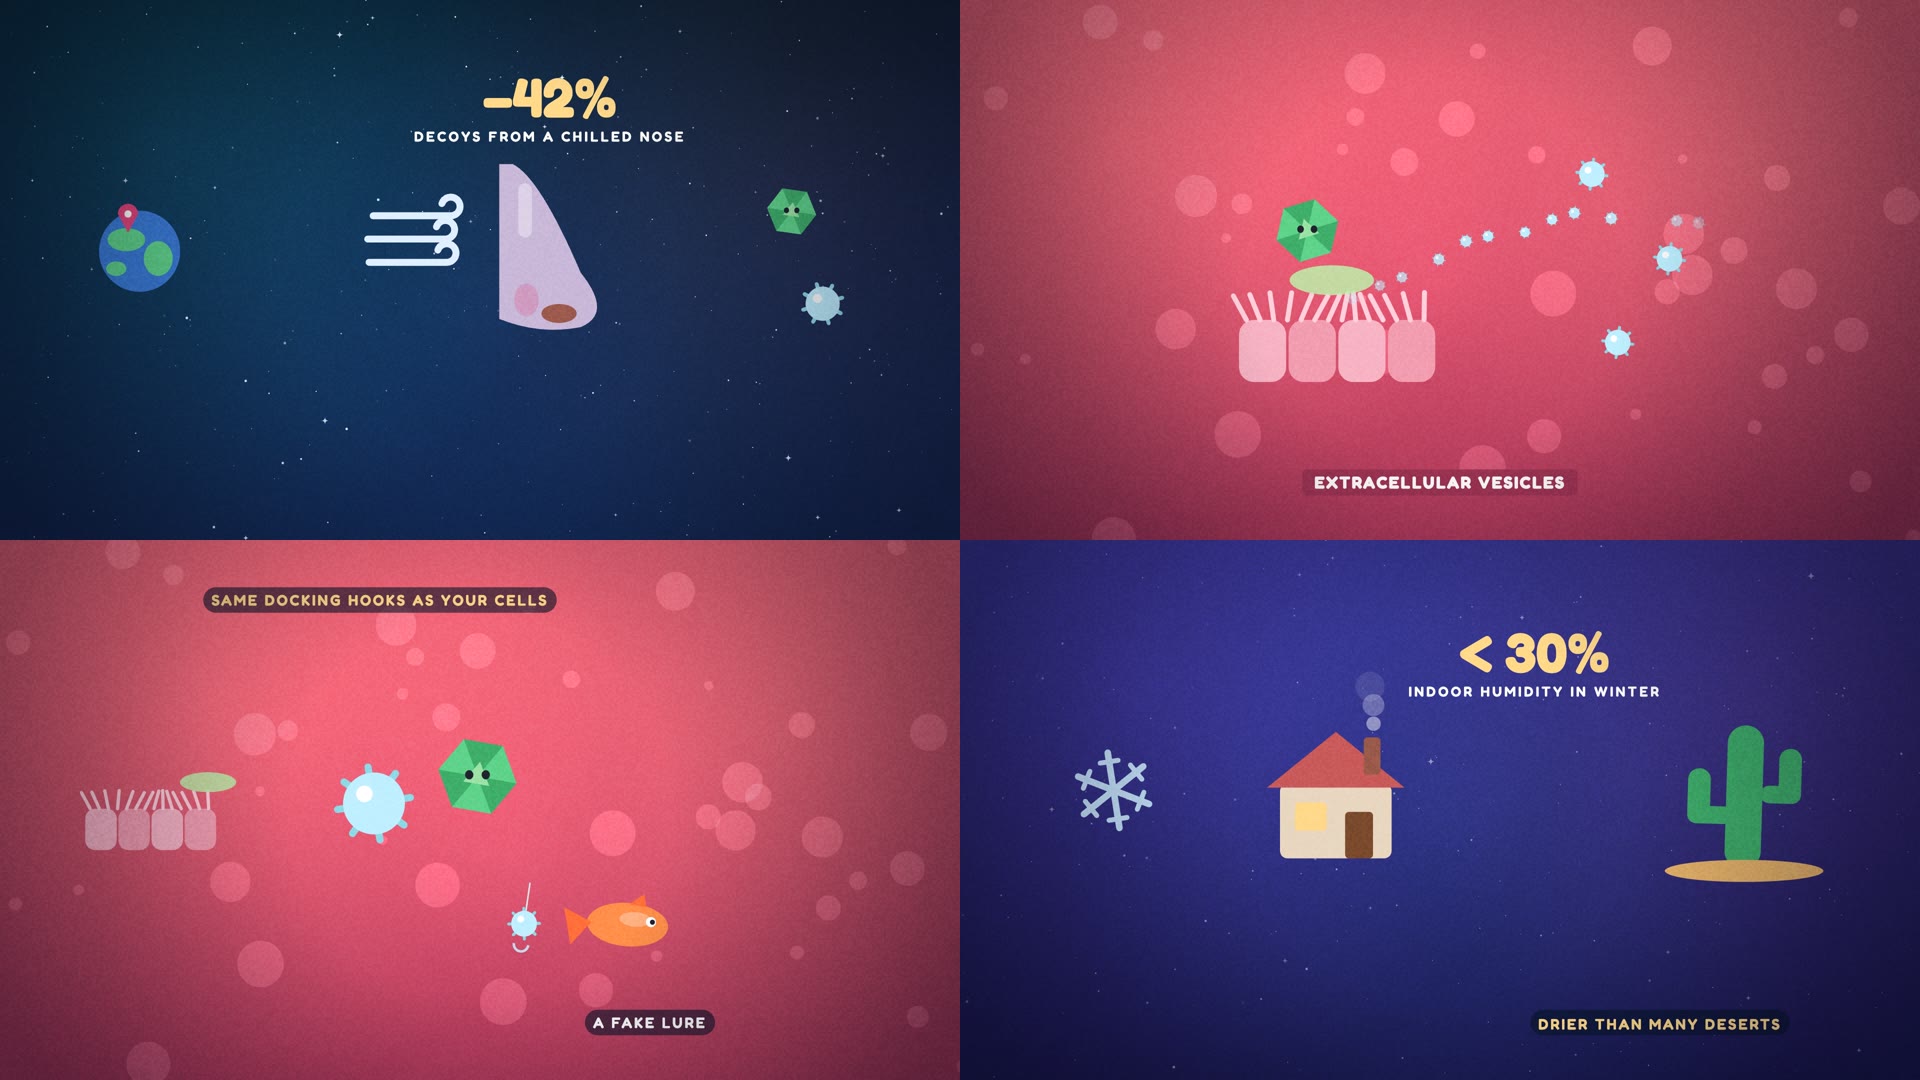 –42%
DECOYS FROM A CHILLED NOSE
EXTRACELLULAR VESICLES
SAME DOCKING HOOKS AS YOUR CELLS
A FAKE LURE
< 30%
INDOOR HUMIDITY IN WINTER
DRIER THAN MANY DESERTS